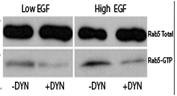 Low EGF High EGF
Rab5 Total
Rab5-GTP
-DYN +DYN -DYN +DYN